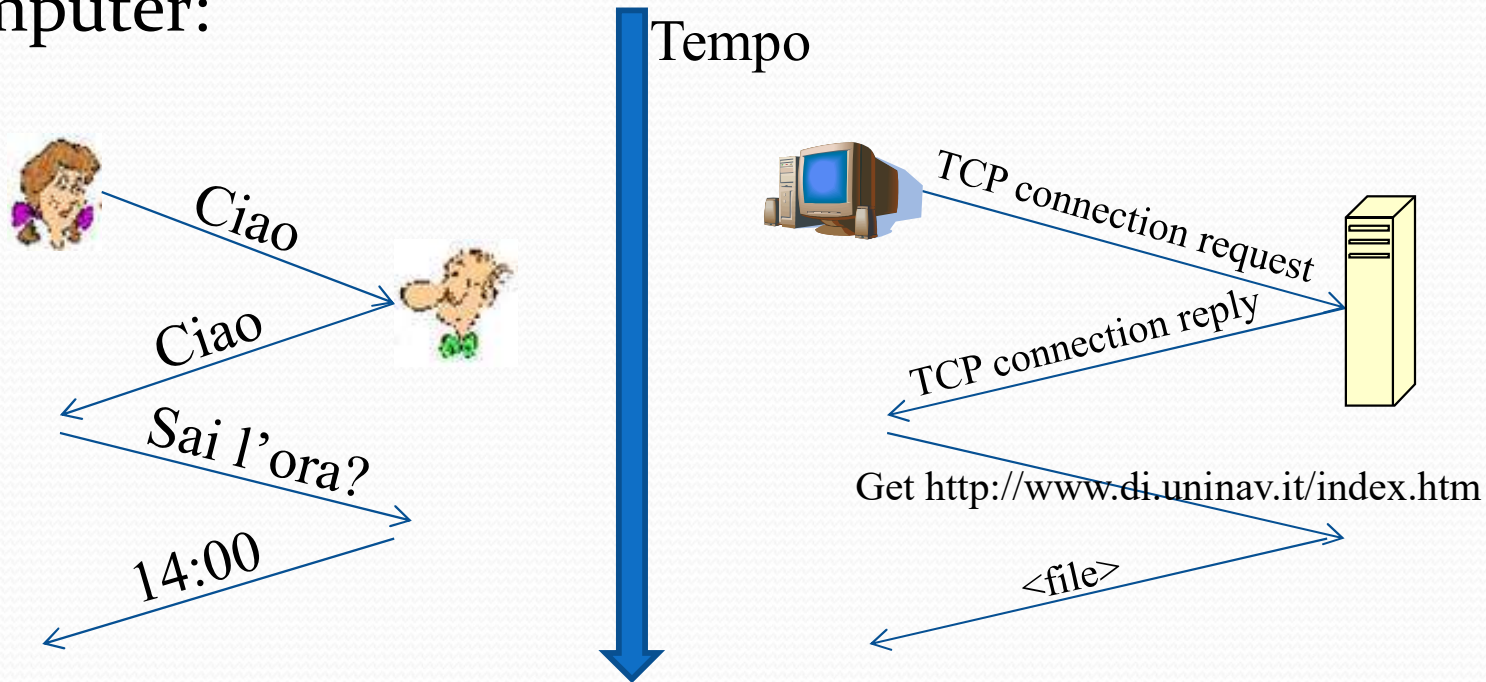 Tempo
Ciao
Ciao
Sai l’ora?
14:00
TCP connection request
TCP connection reply
Get http://www.di.uninav.it/index.htm
<file>